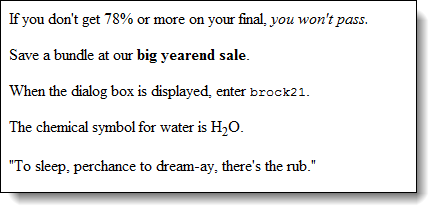 If you don't get 78% or more on your final, you won't pass.
Save a bundle at our big yearend sale.
When the dialog box is displayed, enter brock21.
The chemical symbol for water is H₂O.
"To sleep, perchance to dream-ay, there's the rub."